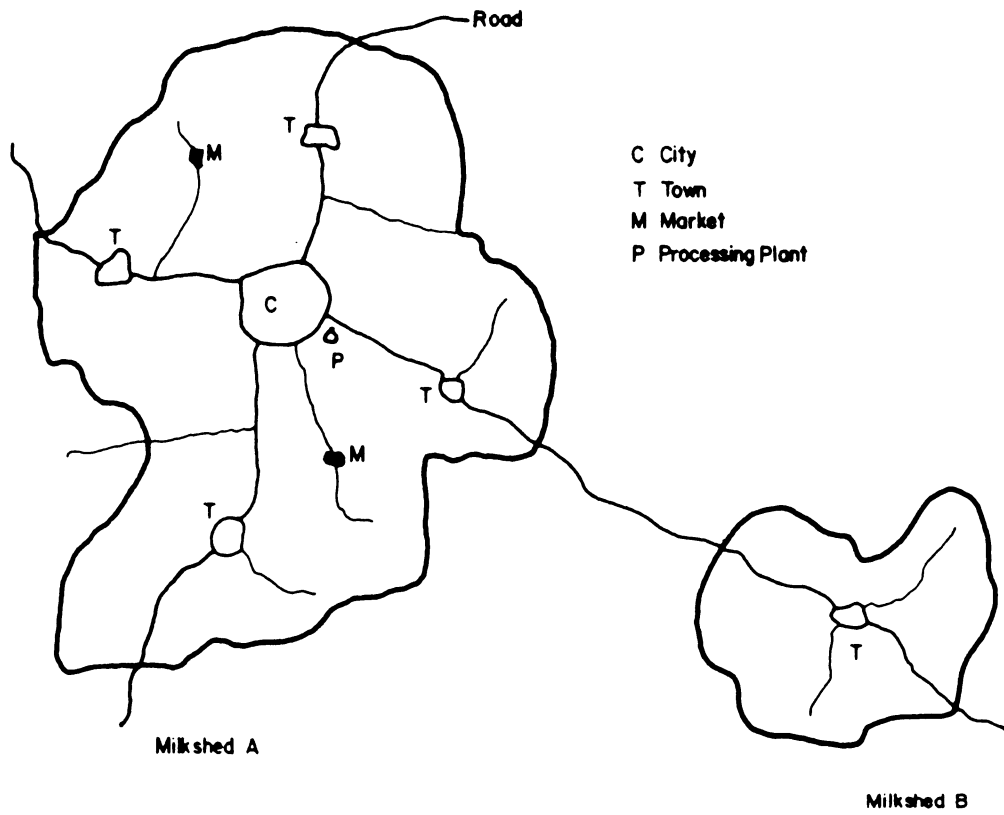 Road
T
M
C City
T Town
M Market
P Processing Plant
T
C
P
T
M
T
T
Milkshed A
Milkshed B